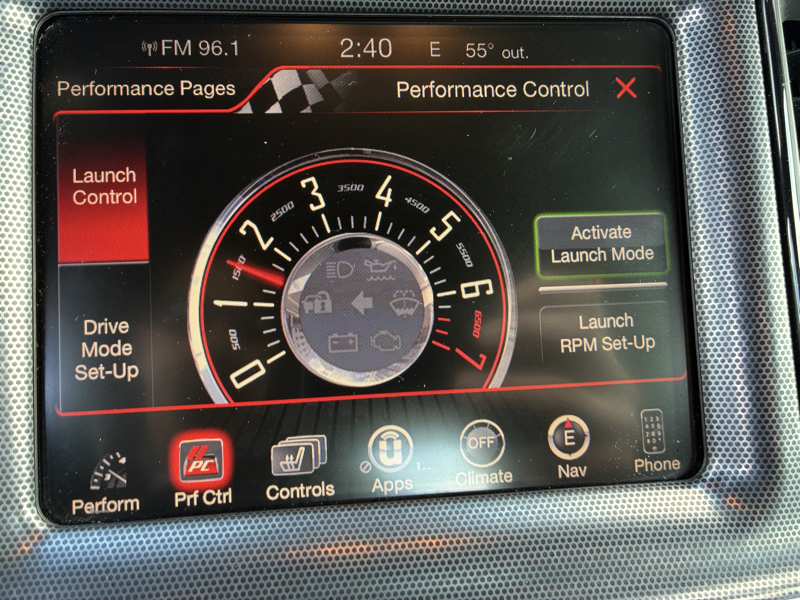 FM 96.1 2:40 E 55° out.
Performance Pages Performance Control
Launch
Control
Drive
Mode
Set-Up
0 500 1 1500 2 2500 3 3500 4 4500 5 5500 6 6500 7
Activate
Launch Mode
Launch
RPM Set-Up
PC
OFF
E
Perform Prf Ctrl Controls Apps Climate Nav Phone